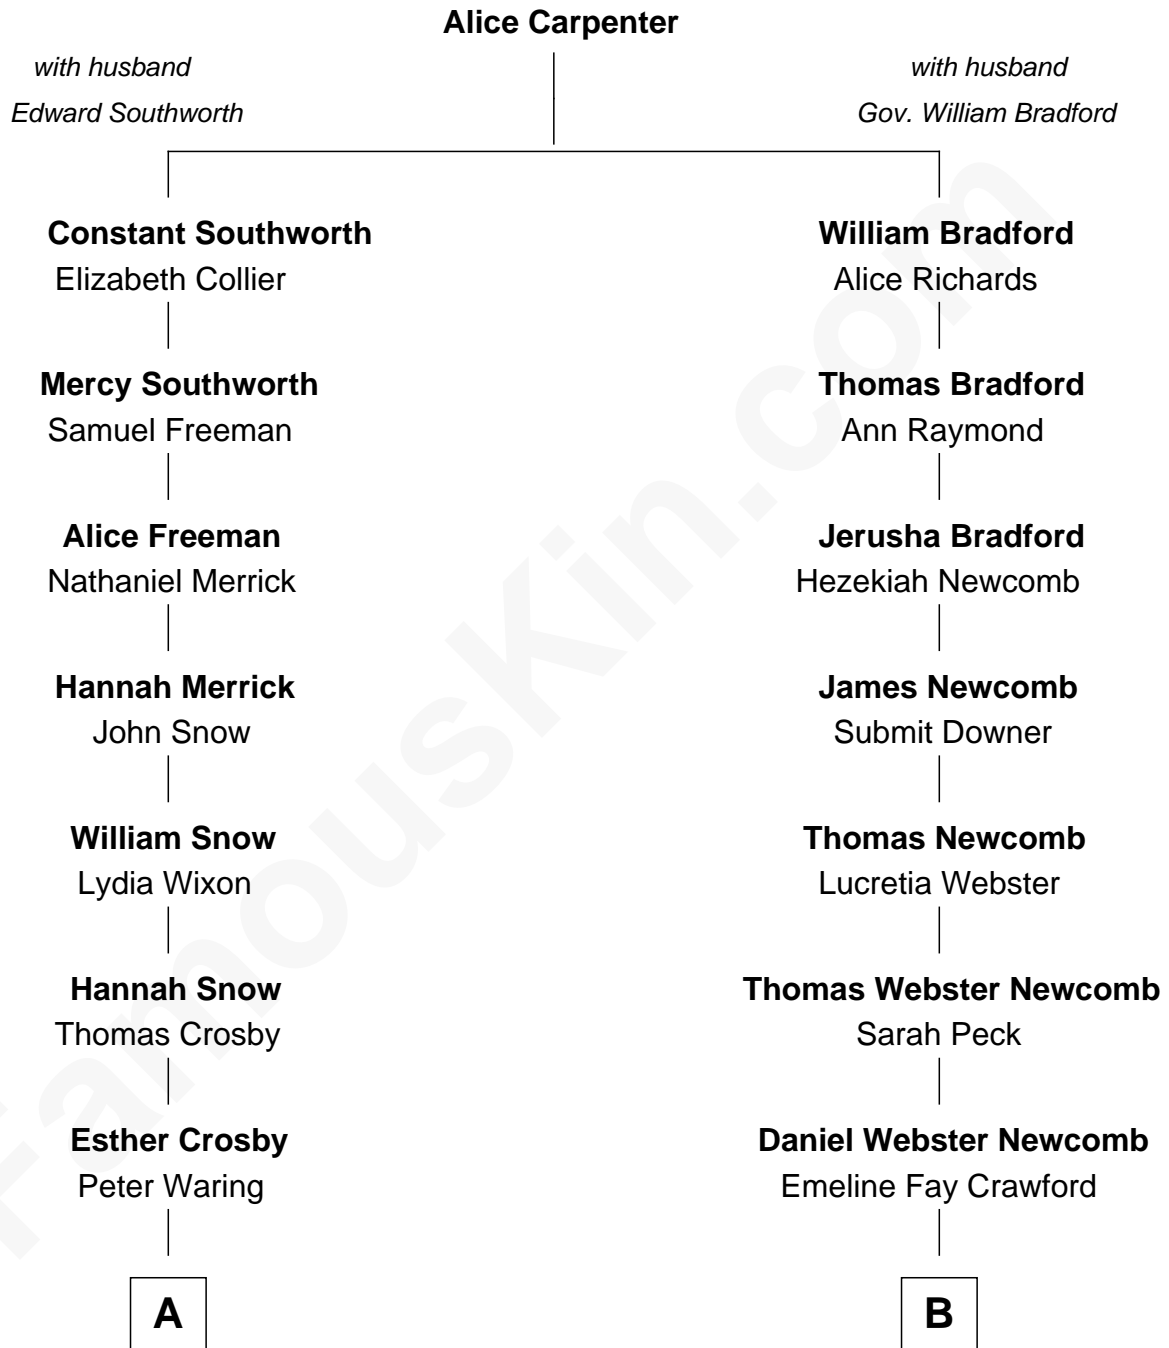 Alice Carpenter
with husband
Edward Southworth
with husband
Gov. William Bradford
Constant Southworth
Elizabeth Collier
Mercy Southworth
Samuel Freeman
Alice Freeman
Nathaniel Merrick
Hannah Merrick
John Snow
William Snow
Lydia Wixon
Hannah Snow
Thomas Crosby
Esther Crosby
Peter Waring
A
William Bradford
Alice Richards
Thomas Bradford
Ann Raymond
Jerusha Bradford
Hezekiah Newcomb
James Newcomb
Submit Downer
Thomas Newcomb
Lucretia Webster
Thomas Webster Newcomb
Sarah Peck
Daniel Webster Newcomb
Emeline Fay Crawford
B
FamousKin.com